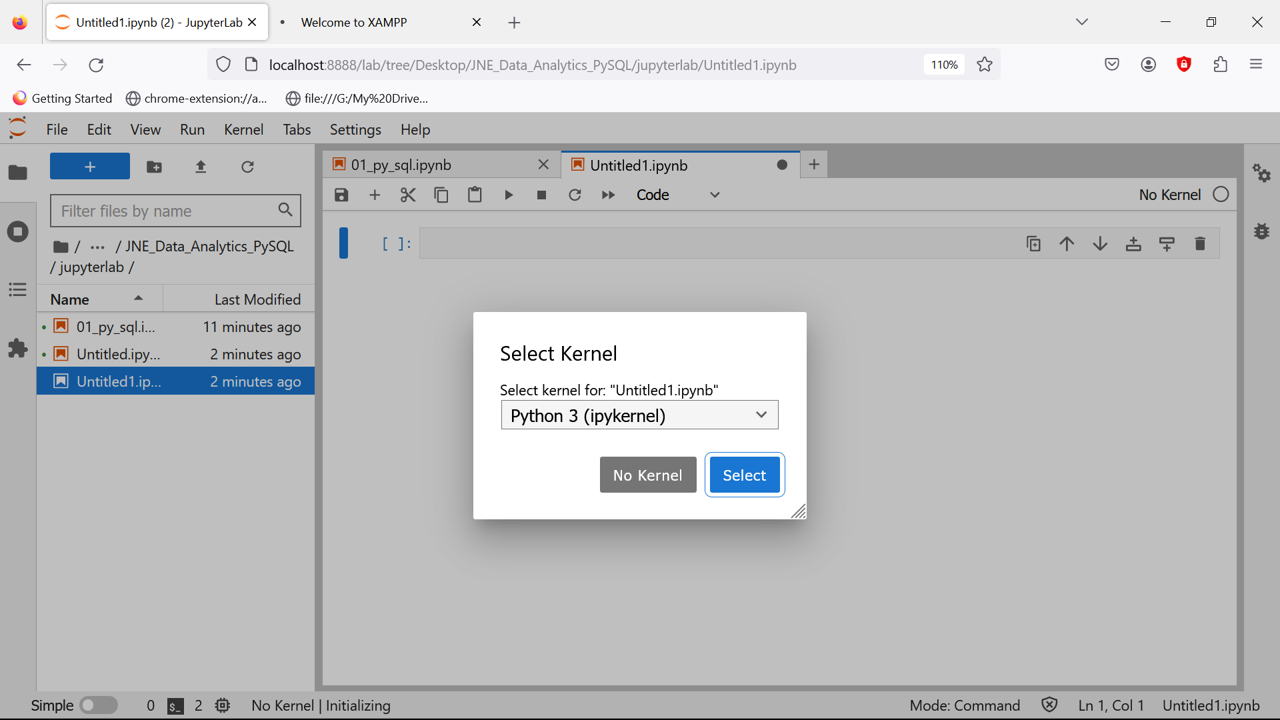 Untitled1.ipynb (2) - JupyterLab
Welcome to XAMPP
localhost:8888/lab/tree/Desktop/JNE_Data_Analytics_PySQL/jupyterlab/Untitled1.ipynb
110%
Getting Started
chrome-extension://a...
file:///G:/My%20Drive...
File Edit View Run Kernel Tabs Settings Help
Filter files by name
/ ... / JNE_Data_Analytics_PySQL
/ jupyterlab /
Name Last Modified
01_py_sql.i... 11 minutes ago
Untitled.ipy... 2 minutes ago
Untitled1.ip... 2 minutes ago
01_py_sql.ipynb
Untitled1.ipynb
Code
No Kernel
[ ]:
Select Kernel
Select kernel for: "Untitled1.ipynb"
Python 3 (ipykernel)
No Kernel
Select
Simple 0 $_ 2 No Kernel | Initializing Mode: Command Ln 1, Col 1 Untitled1.ipynb